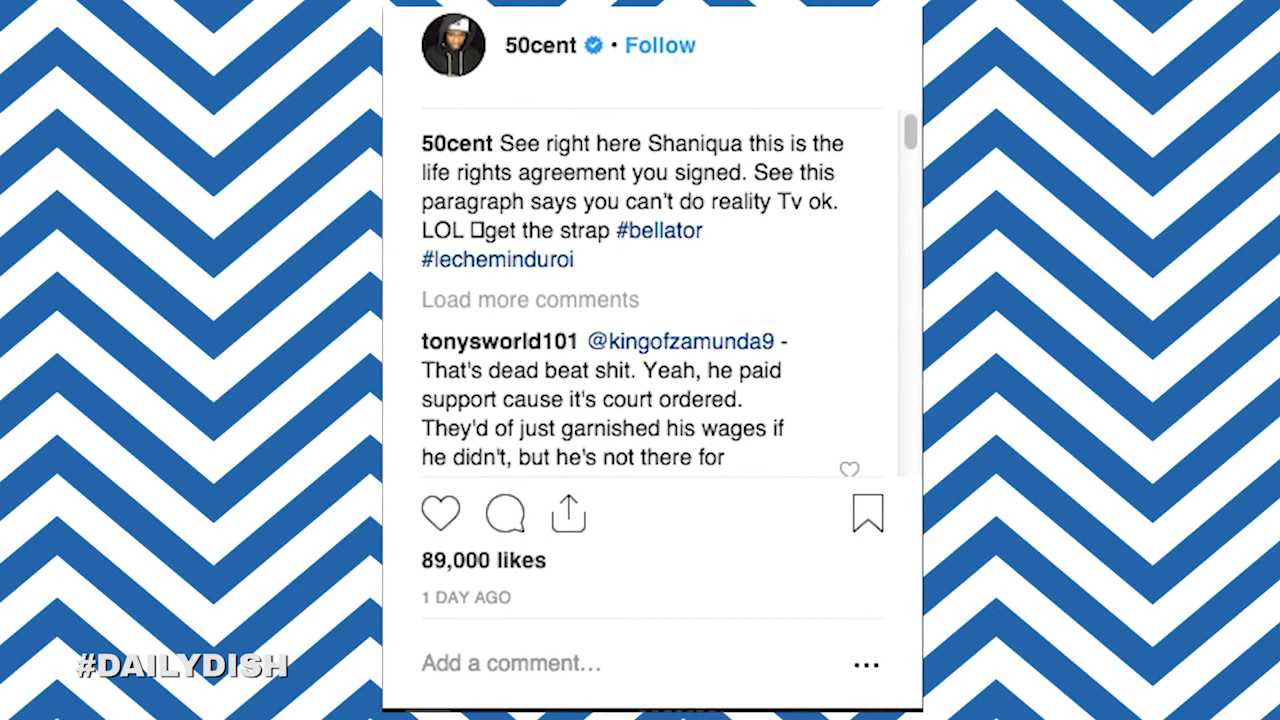 50cent • Follow
50cent See right here Shaniqua this is the
life rights agreement you signed. See this
paragraph says you can't do reality Tv ok.
LOL get the strap #bellator
#lecheminduroi
Load more comments
tonysworld101 @kingofzamunda9 -
That's dead beat shit. Yeah, he paid
support cause it's court ordered.
They'd of just garnished his wages if
he didn't, but he's not there for
89,000 likes
1 DAY AGO
#DAILYDISH
Add a comment...